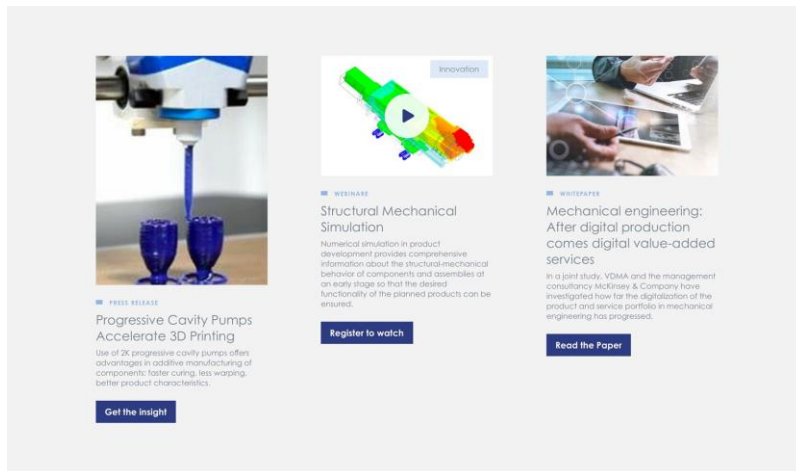 PRESS RELEASE
Progressive Cavity Pumps
Accelerate 3D Printing
Use of 2K progressive cavity pumps offers
advantages in additive manufacturing of
components: faster curing, less warping,
better product characteristics.
Get the insight
Innovation
WEBINARS
Structural Mechanical
Simulation
Numerical simulation in product
development provides comprehensive
information about the structural-mechanical
behavior of components and assemblies at
an early stage so that the desired
functionality of the planned products can be
ensured.
Register to watch
WHITEPAPER
Mechanical engineering:
After digital production
comes digital value-added
services
In a joint study, VDMA and the management
consultancy McKinsey & Company have
investigated how far the digitalization of the
product and service portfolio in mechanical
engineering has progressed.
Read the Paper